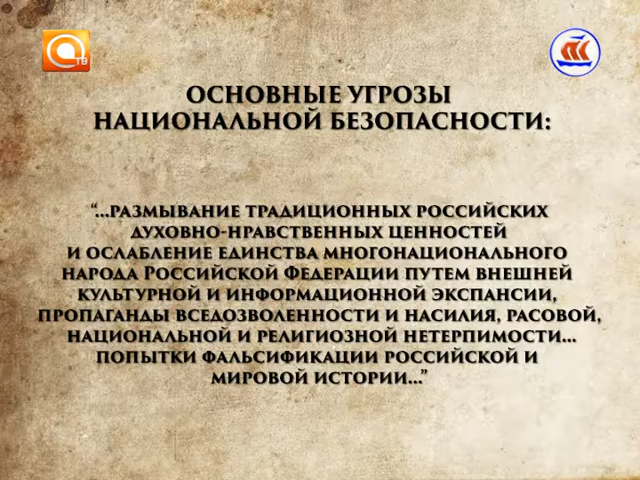 ТВ
ОСНОВНЫЕ УГРОЗЫ
НАЦИОНАЛЬНОЙ БЕЗОПАСНОСТИ:
“...РАЗМЫВАНИЕ ТРАДИЦИОННЫХ РОССИЙСКИХ
ДУХОВНО-НРАВСТВЕННЫХ ЦЕННОСТЕЙ
И ОСЛАБЛЕНИЕ ЕДИНСТВА МНОГОНАЦИОНАЛЬНОГО
НАРОДА РОССИЙСКОЙ ФЕДЕРАЦИИ ПУТЕМ ВНЕШНЕЙ
КУЛЬТУРНОЙ И ИНФОРМАЦИОННОЙ ЭКСПАНСИИ,
ПРОПАГАНДЫ ВСЕДОЗВОЛЕННОСТИ И НАСИЛИЯ, РАСОВОЙ,
НАЦИОНАЛЬНОЙ И РЕЛИГИОЗНОЙ НЕТЕРПИМОСТИ...
ПОПЫТКИ ФАЛЬСИФИКАЦИИ РОССИЙСКОЙ И
МИРОВОЙ ИСТОРИИ...”